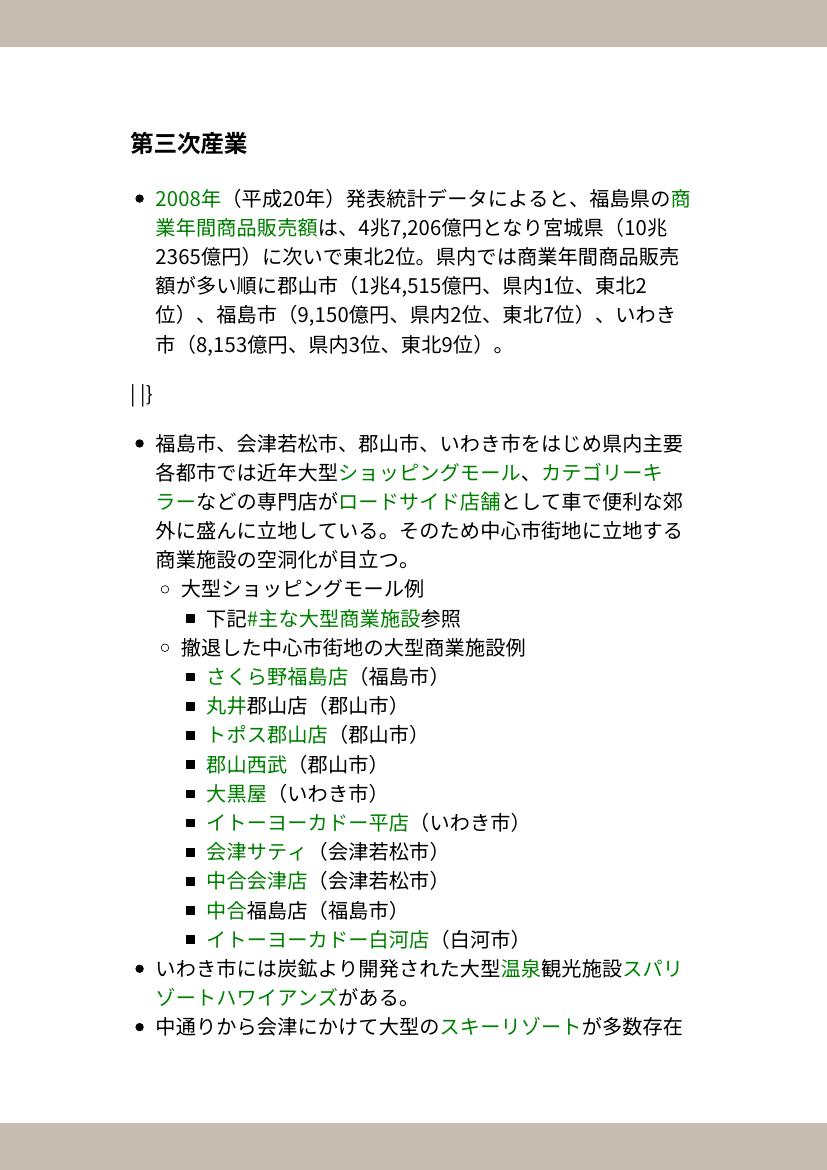 第三次産業
• 2008年（平成20年）発表統計データによると、福島県の商
業年間商品販売額は、4兆7,206億円となり宮城県（10兆
2365億円）に次いで東北2位。県内では商業年間商品販売
額が多い順に郡山市（1兆4,515億円、県内1位、東北2
位）、福島市（9,150億円、県内2位、東北7位）、いわき
市（8,153億円、県内3位、東北9位）。
| |}
• 福島市、会津若松市、郡山市、いわき市をはじめ県内主要
各都市では近年大型ショッピングモール、カテゴリーキ
ラーなどの専門店がロードサイド店舗として車で便利な郊
外に盛んに立地している。そのため中心市街地に立地する
商業施設の空洞化が目立つ。
◦ 大型ショッピングモール例
▪ 下記#主な大型商業施設参照
◦ 撤退した中心市街地の大型商業施設例
▪ さくら野福島店（福島市）
▪ 丸井郡山店（郡山市）
▪ トポス郡山店（郡山市）
▪ 郡山西武（郡山市）
▪ 大黒屋（いわき市）
▪ イトーヨーカドー平店（いわき市）
▪ 会津サティ（会津若松市）
▪ 中合会津店（会津若松市）
▪ 中合福島店（福島市）
▪ イトーヨーカドー白河店（白河市）
• いわき市には炭鉱より開発された大型温泉観光施設スパリ
ゾートハワイアンズがある。
• 中通りから会津にかけて大型のスキーリゾートが多数存在